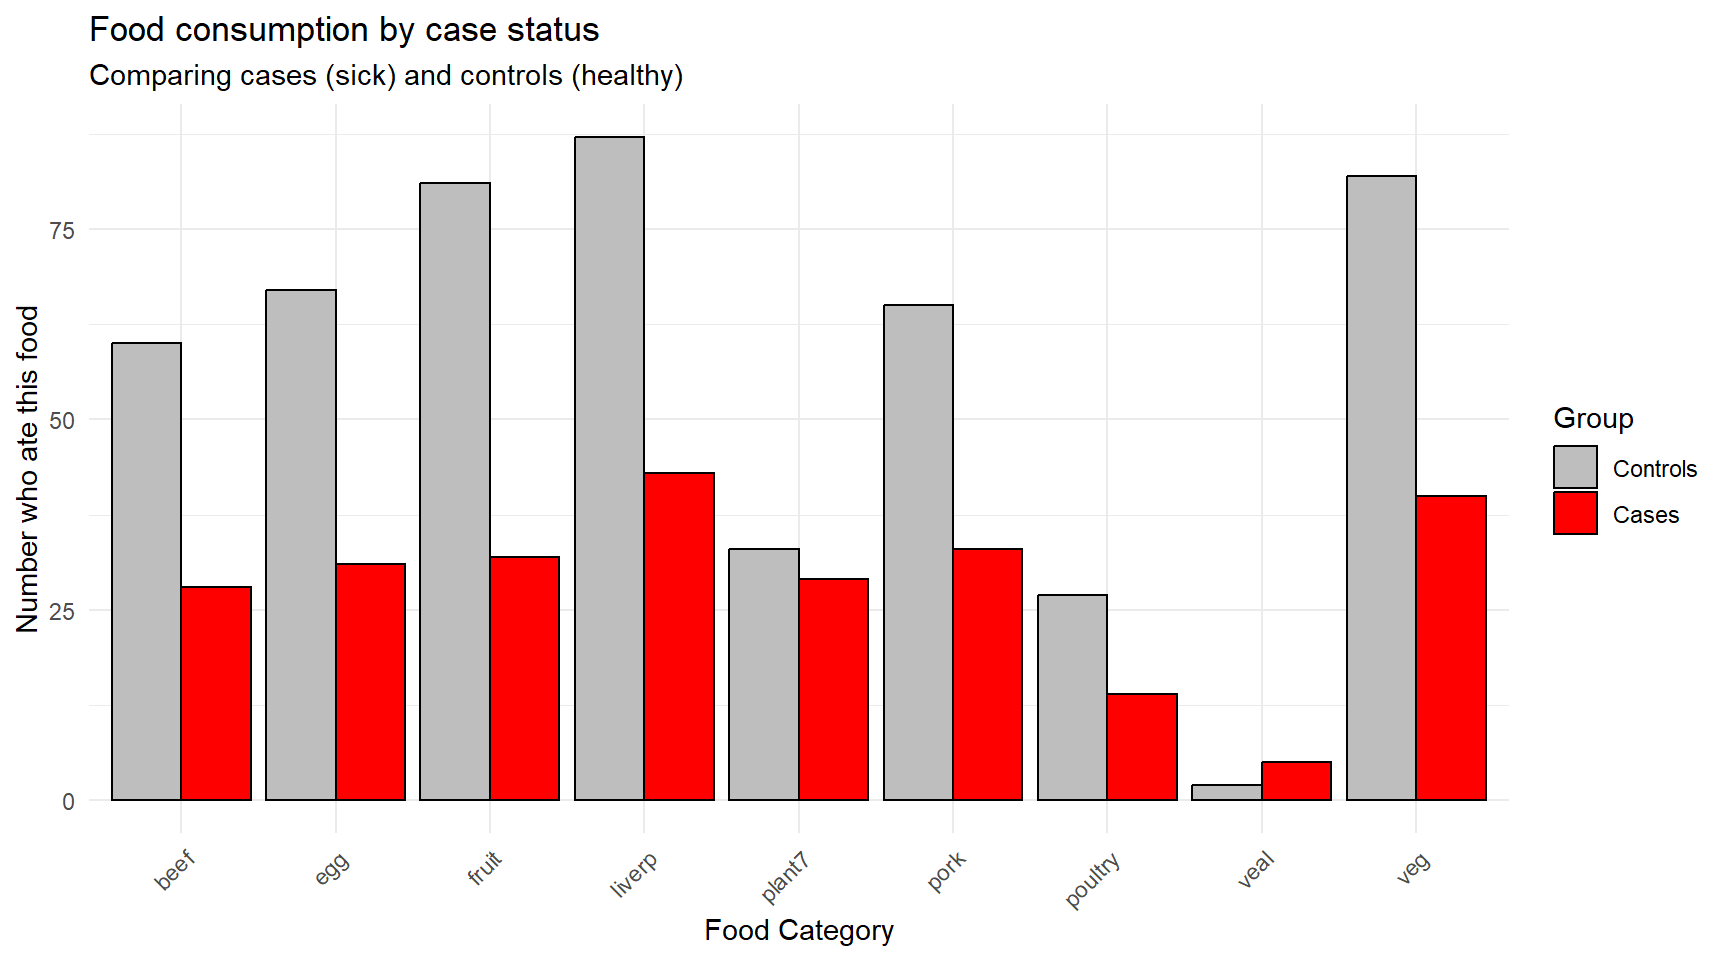 Food consumption by case status
Comparing cases (sick) and controls (healthy)
Number who ate this food
75
50
25
0
beef
egg
fruit
liverp
plant7
pork
poultry
veal
veg
Food Category
Group
Controls
Cases